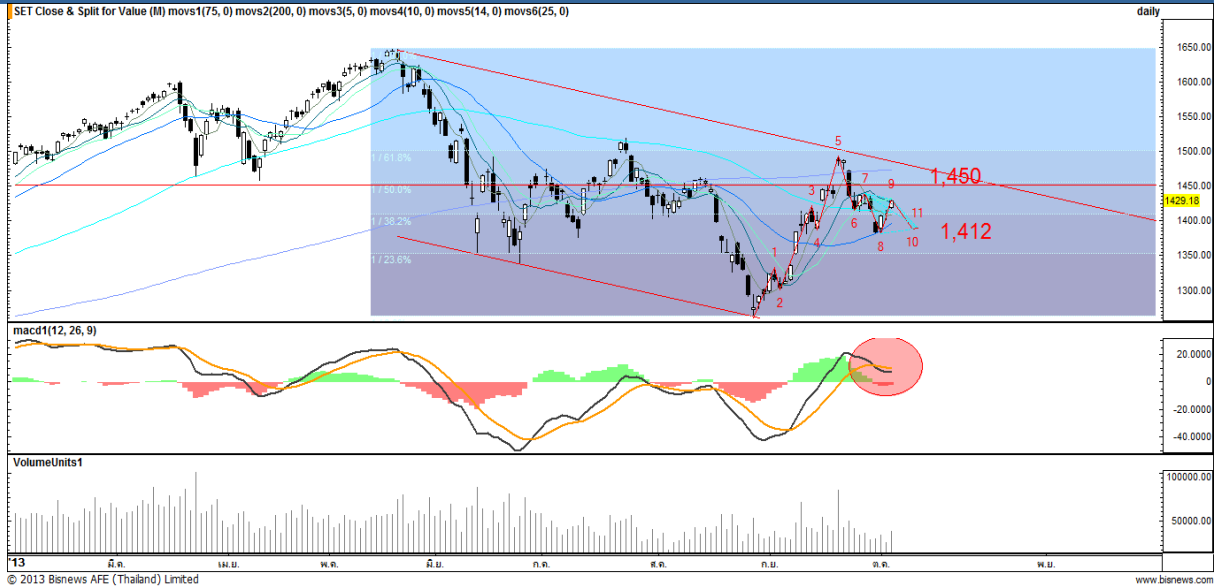 SET Close & Split for Value (M) movs1(75, 0) movs2(200, 0) movs3(5, 0) movs4(10, 0) movs5(14, 0) movs6(25, 0)
daily
1650.00
1600.00
1550.00
1500.00
1450.00
1429.18
1400.00
1350.00
1300.00
1 / 61.8%
1 / 50.0%
1 / 38.2%
1 / 23.6%
1
2
3
4
5
6
7
8
9
10
11
1,450
1,412
macd1(12, 26, 9)
20.0000
0
-20.0000
-40.0000
VolumeUnits1
100000.00
50000.00
'13 มี.ค. เม.ย. พ.ค. มิ.ย. ก.ค. ส.ค. ก.ย. ต.ค. พ.ย.
© 2013 Bisnews AFE (Thailand) Limited
www.bisnews.com